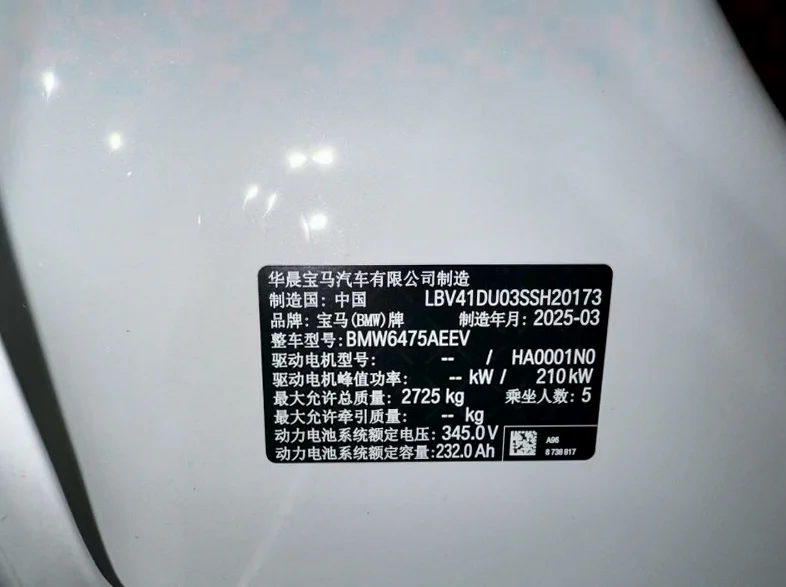 华晨宝马汽车有限公司制造
制造国: 中国 LBV41DU03SSH20173
品牌: 宝马(BMW)牌 制造年月: 2025-03
整车型号:BMW6475AEEV
驱动电机型号: -- / HA0001N0
驱动电机峰值功率: -- kW / 210 kW
最大允许总质量: 2725 kg 乘坐人数: 5
最大允许牵引质量: -- kg
动力电池系统额定电压: 345.0 V
动力电池系统额定容量:232.0 Ah
A96
8 738 817